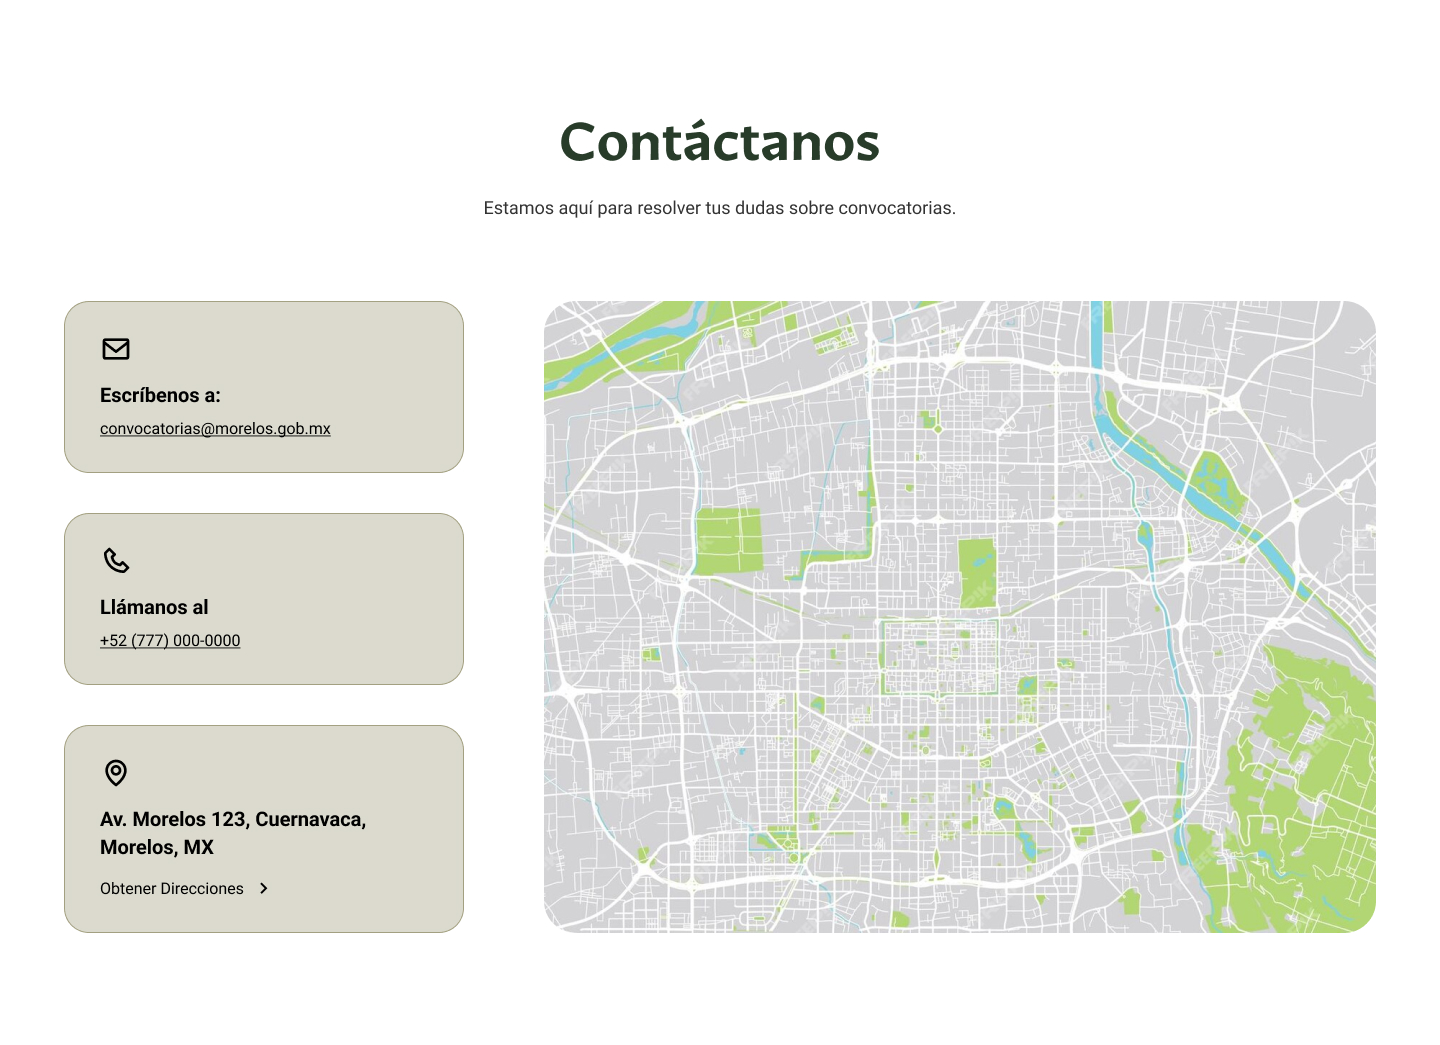 Contáctanos
Estamos aquí para resolver tus dudas sobre convocatorias.
Escríbenos a:
convocatorias@morelos.gob.mx
Llámanos al
+52 (777) 000-0000
Av. Morelos 123, Cuernavaca,
Morelos, MX
Obtener Direcciones